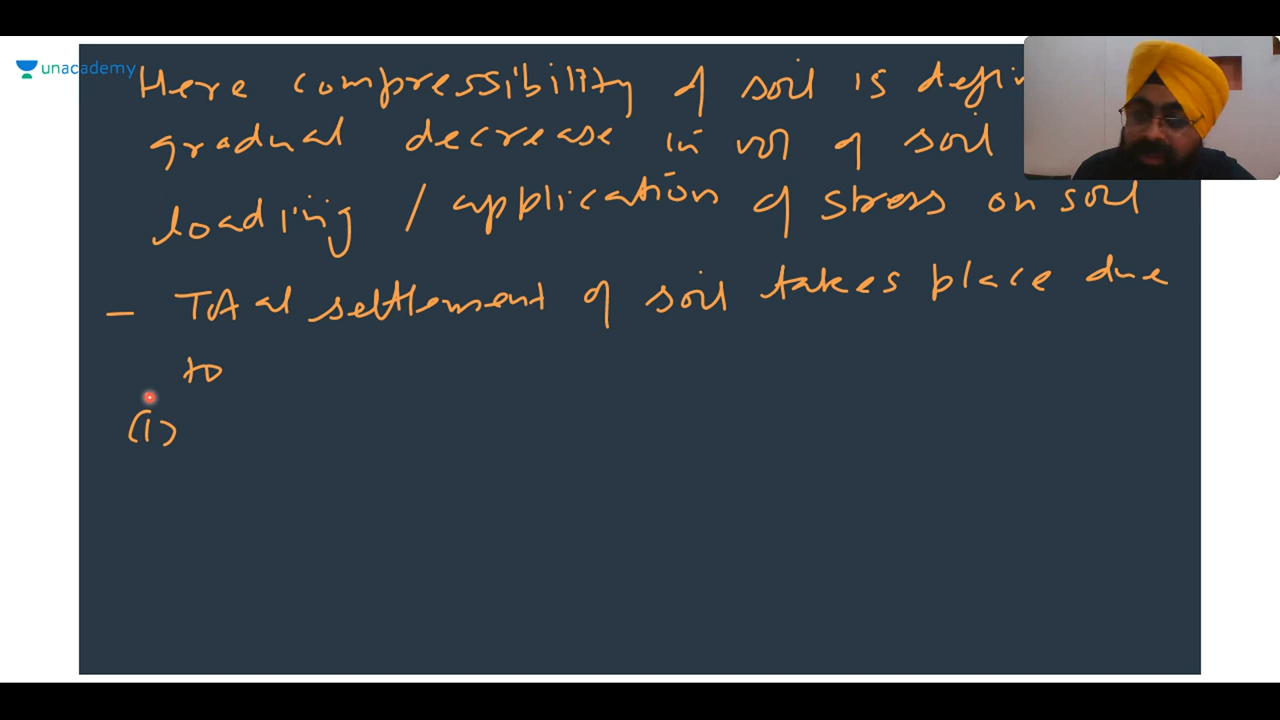 unacademy
Here compressibility of soil is defin
gradual decrease in vol of soil
loading / application of stress on soil
- Total settlement of soil takes place due
to
(1)